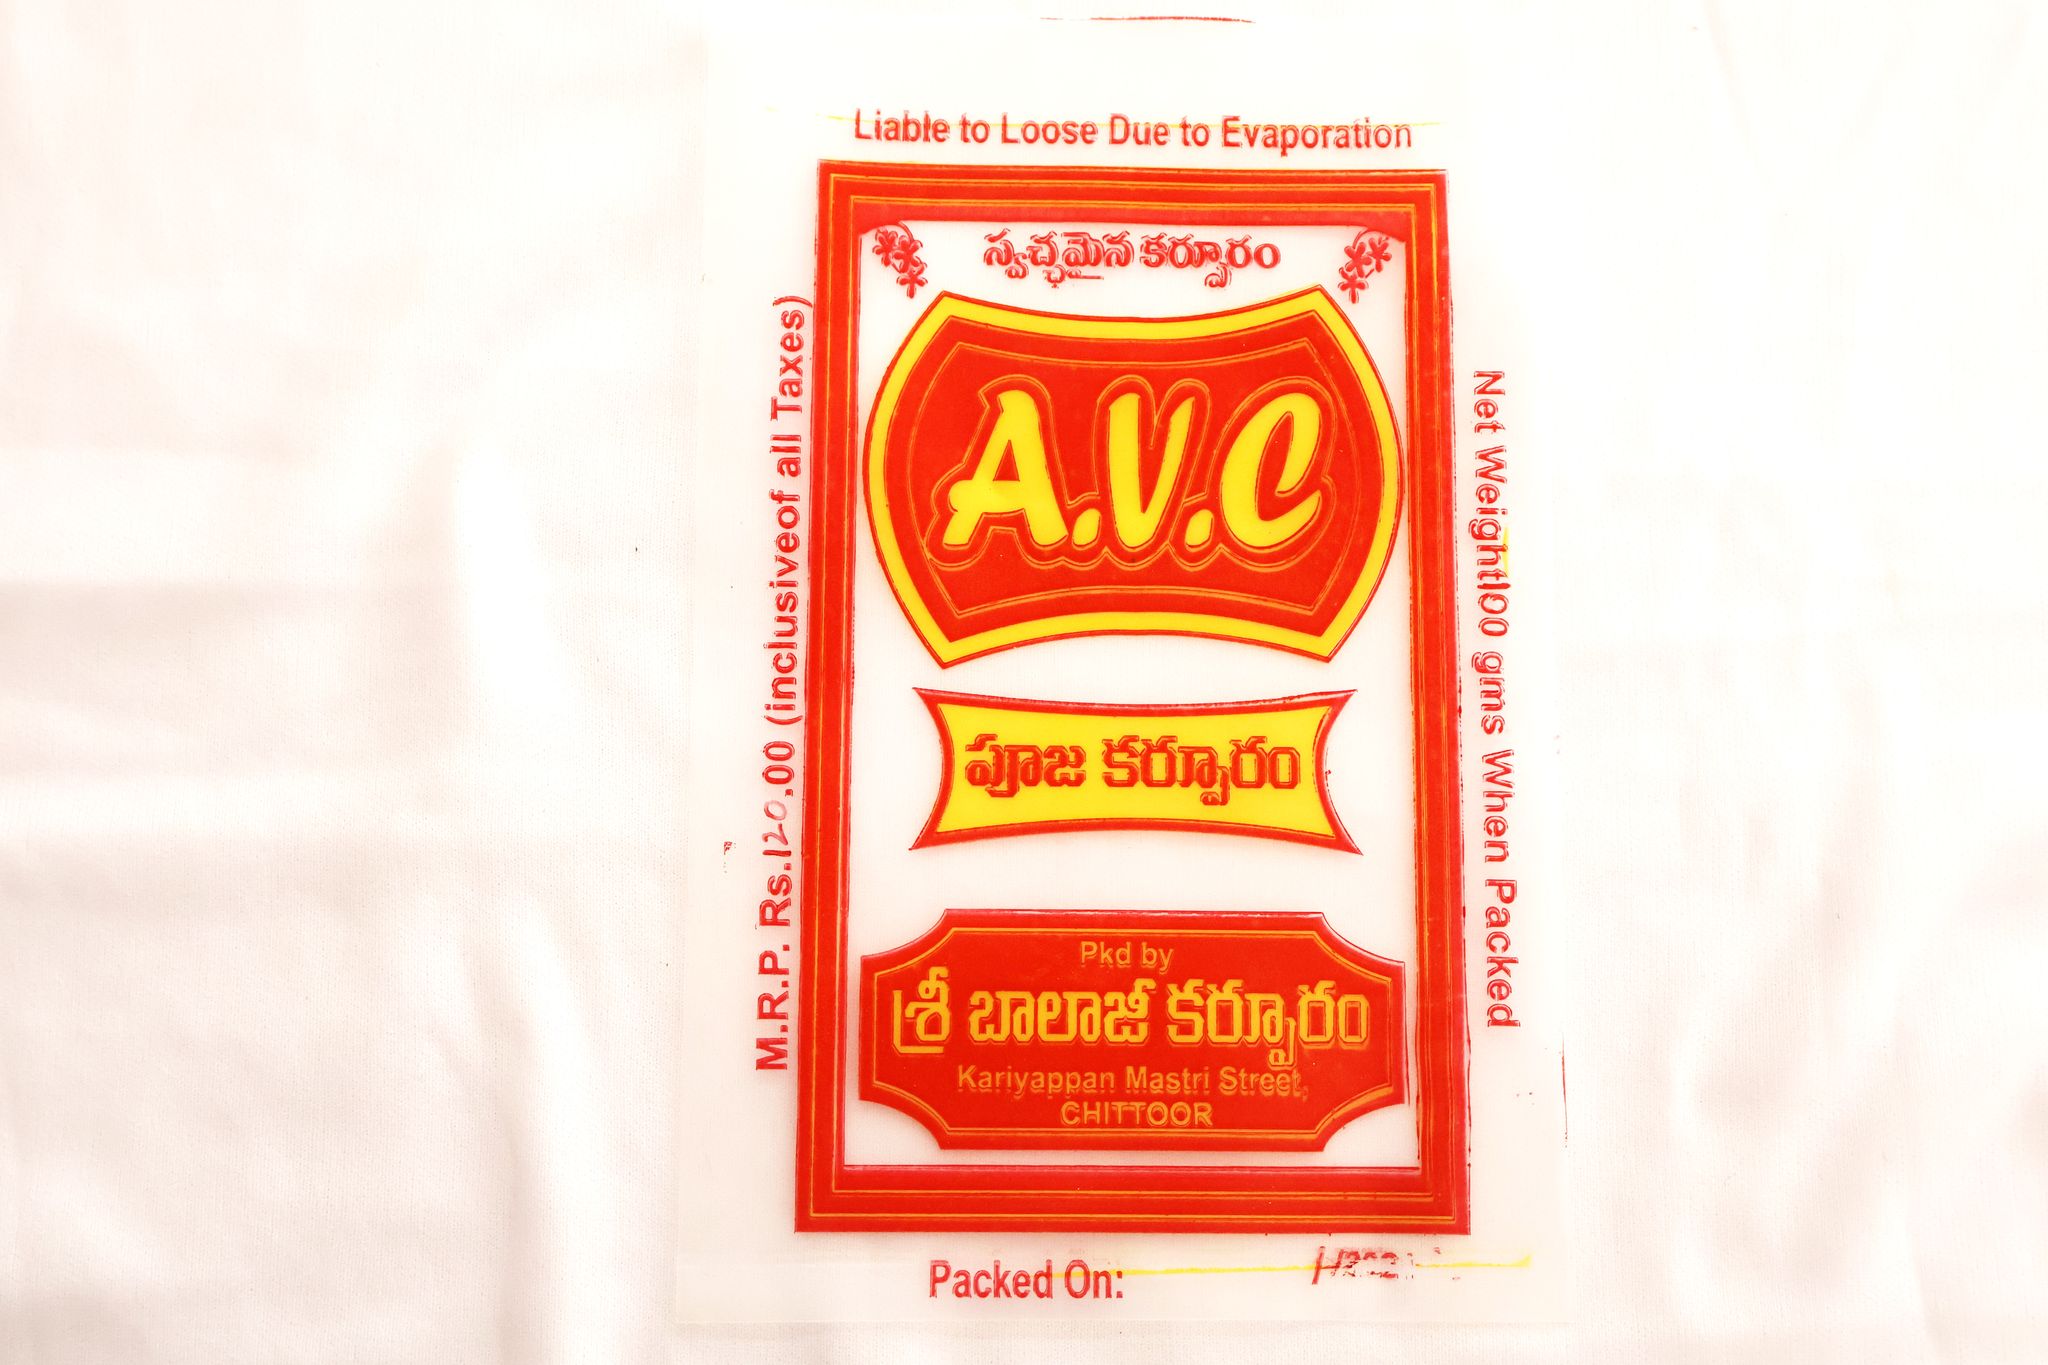 Liable to Loose Due to Evaporation
స్వచ్ఛమైన కర్పూరం
A.V.C
పూజ కర్పూరం
Pkd by
శ్రీ బాలాజీ కర్పూరం
Kariyappan Mastri Street,
CHITTOOR
M.R.P. Rs.120.00 (inclusiveof all Taxes)
Net Weight100 gms When Packed
Packed On: